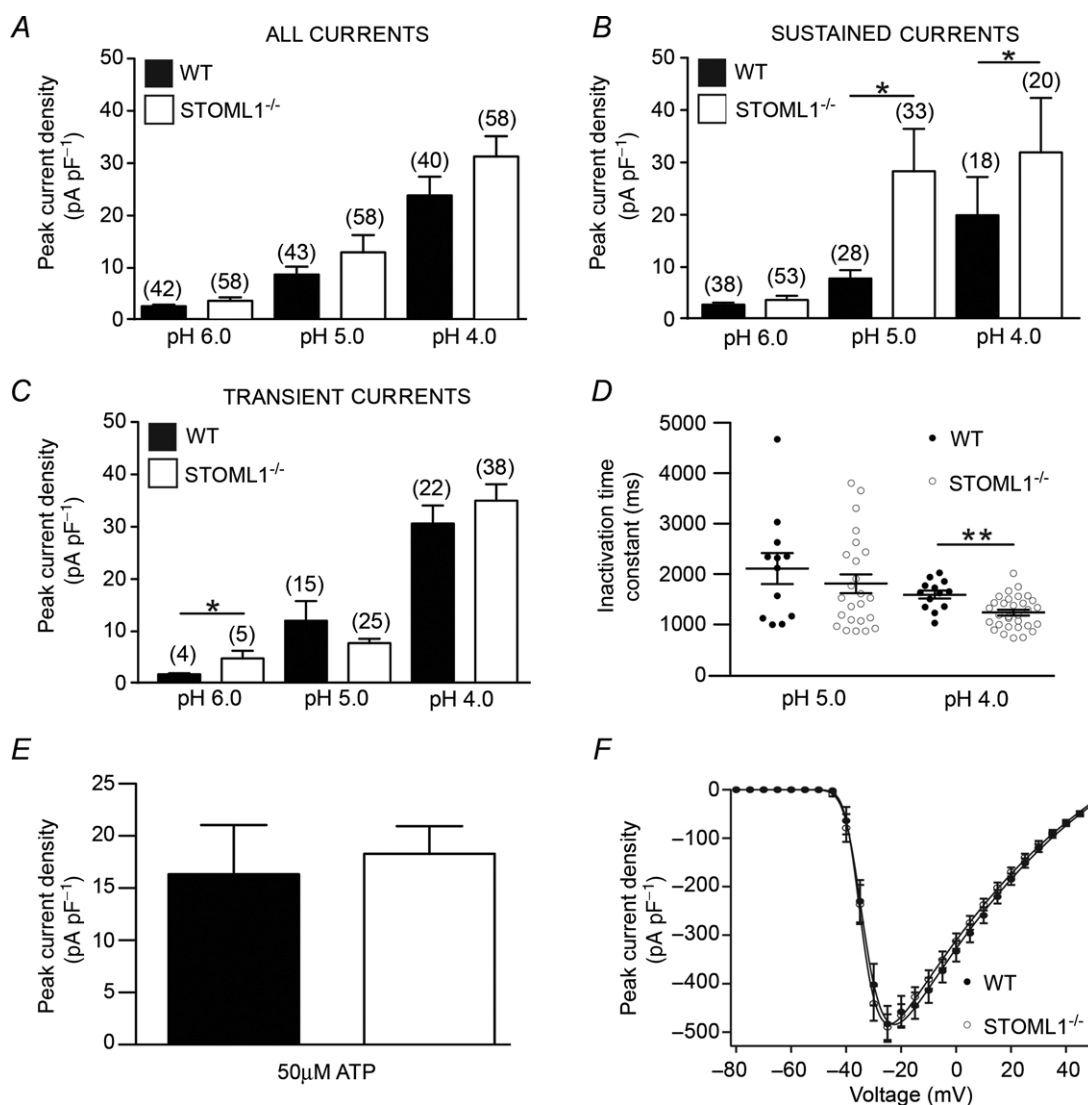 A
ALL CURRENTS
Peak current density
(pA pF⁻¹)
50
40
30
20
10
0
WT
STOML1⁻/⁻
(42)
(58)
(43)
(58)
(40)
(58)
pH 6.0
pH 5.0
pH 4.0
B
SUSTAINED CURRENTS
Peak current density
(pA pF⁻¹)
50
40
30
20
10
0
WT
STOML1⁻/⁻
(38)
(53)
(28)
*
(33)
(18)
*
(20)
pH 6.0
pH 5.0
pH 4.0
C
TRANSIENT CURRENTS
Peak current density
(pA pF⁻¹)
50
40
30
20
10
0
WT
STOML1⁻/⁻
*
(4)
(5)
(15)
(25)
(22)
(38)
pH 6.0
pH 5.0
pH 4.0
D
Inactivation time
constant (ms)
5000
4000
3000
2000
1000
0
WT
STOML1⁻/⁻
**
pH 5.0
pH 4.0
E
Peak current density
(pA pF⁻¹)
25
20
15
10
5
0
50μM ATP
F
Peak current density
(pA pF⁻¹)
0
−100
−200
−300
−400
−500
WT
STOML1⁻/⁻
−80 −60 −40 −20 0 20 40
Voltage (mV)